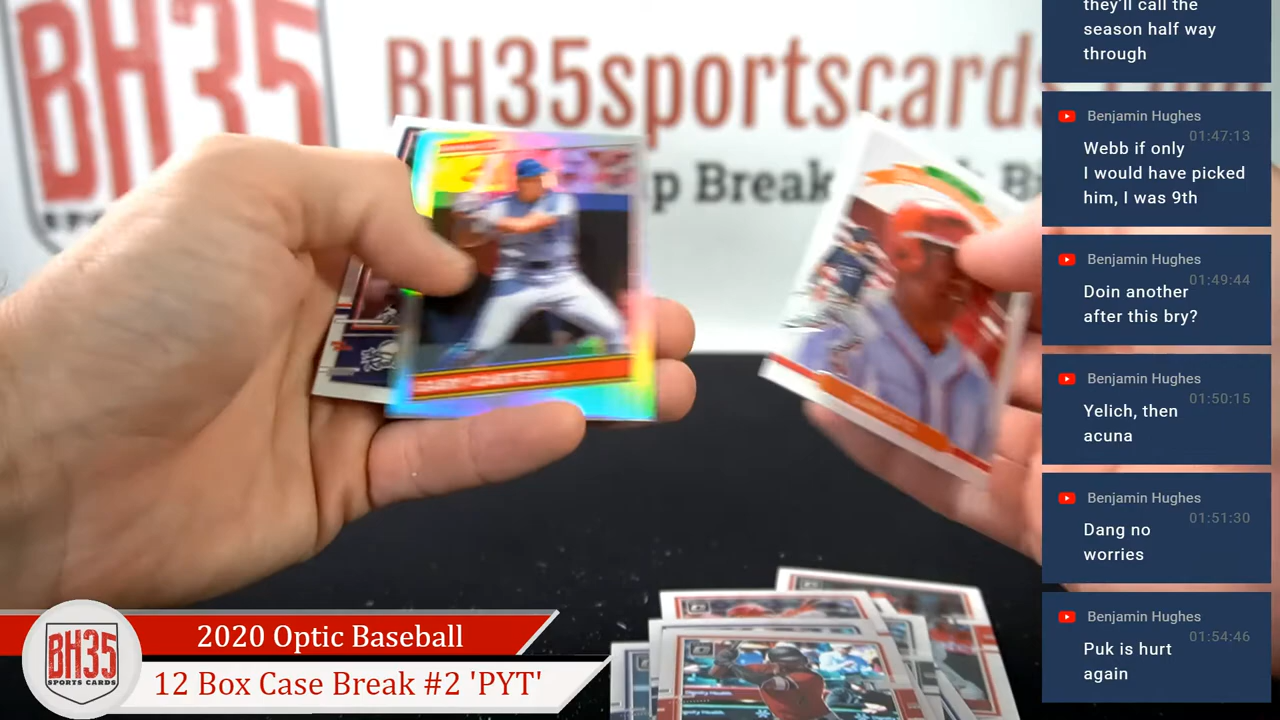 BH35
SPORTS
BH35sportscards
p Break
B
they'll call the
season half way
through
Benjamin Hughes
01:47:13
Webb if only
I would have picked
him, I was 9th
Benjamin Hughes
01:49:44
Doin another
after this bry?
Benjamin Hughes
01:50:15
Yelich, then
acuna
Benjamin Hughes
01:51:30
Dang no
worries
Benjamin Hughes
01:54:46
Puk is hurt
again
BH35
SPORTS CARDS
2020 Optic Baseball
12 Box Case Break #2 'PYT'